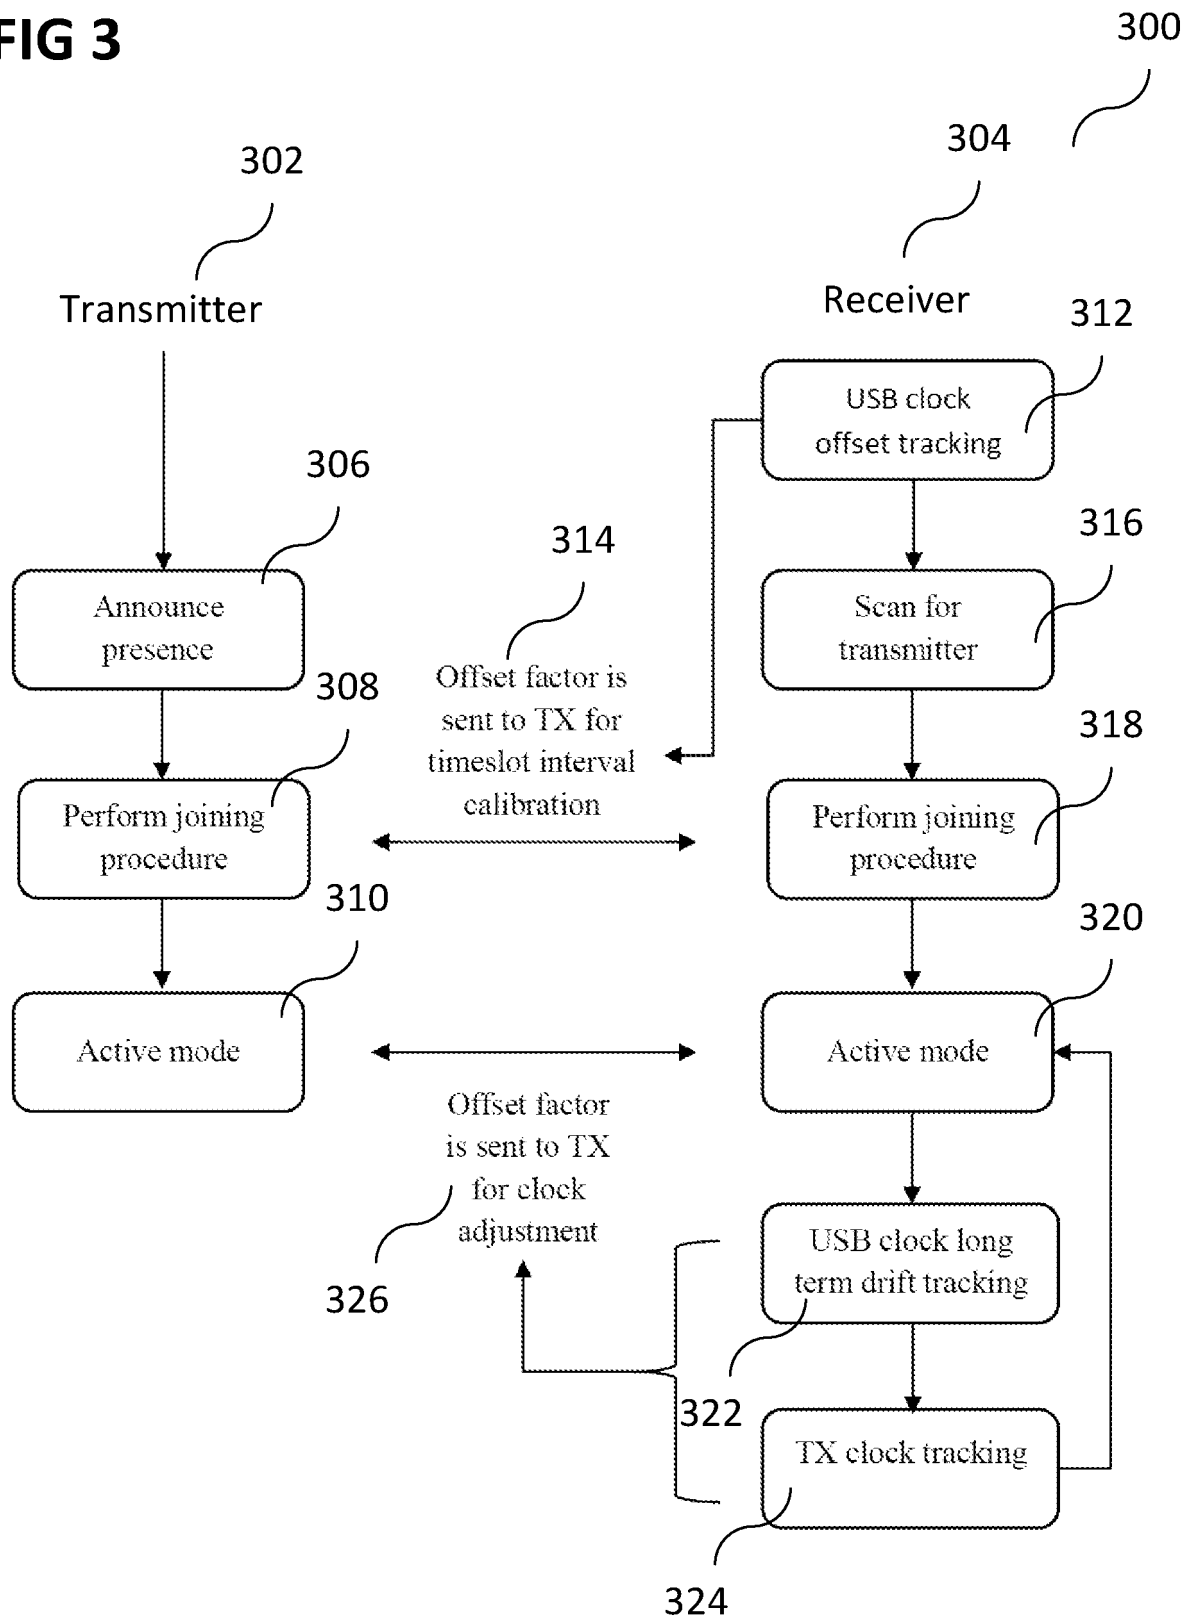 FIG 3
300
302
304
Transmitter
Receiver
312
USB clock
offset tracking
306
314
316
Announce
presence
Scan for
transmitter
308
Offset factor is
sent to TX for
timeslot interval
calibration
318
Perform joining
procedure
Perform joining
procedure
310
320
Active mode
Active mode
Offset factor
is sent to TX
for clock
adjustment
326
USB clock long
term drift tracking
322
TX clock tracking
324